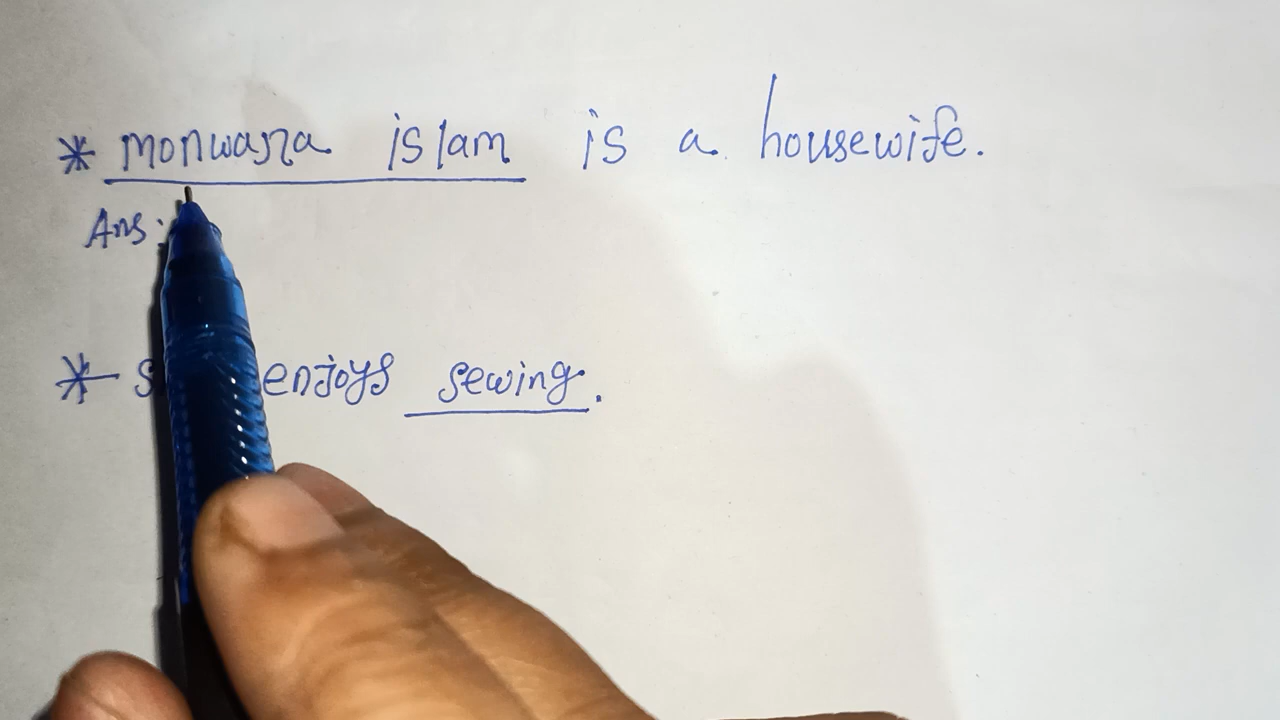 * monwara islam is a housewife.
Ans:
* enjoys sewing.